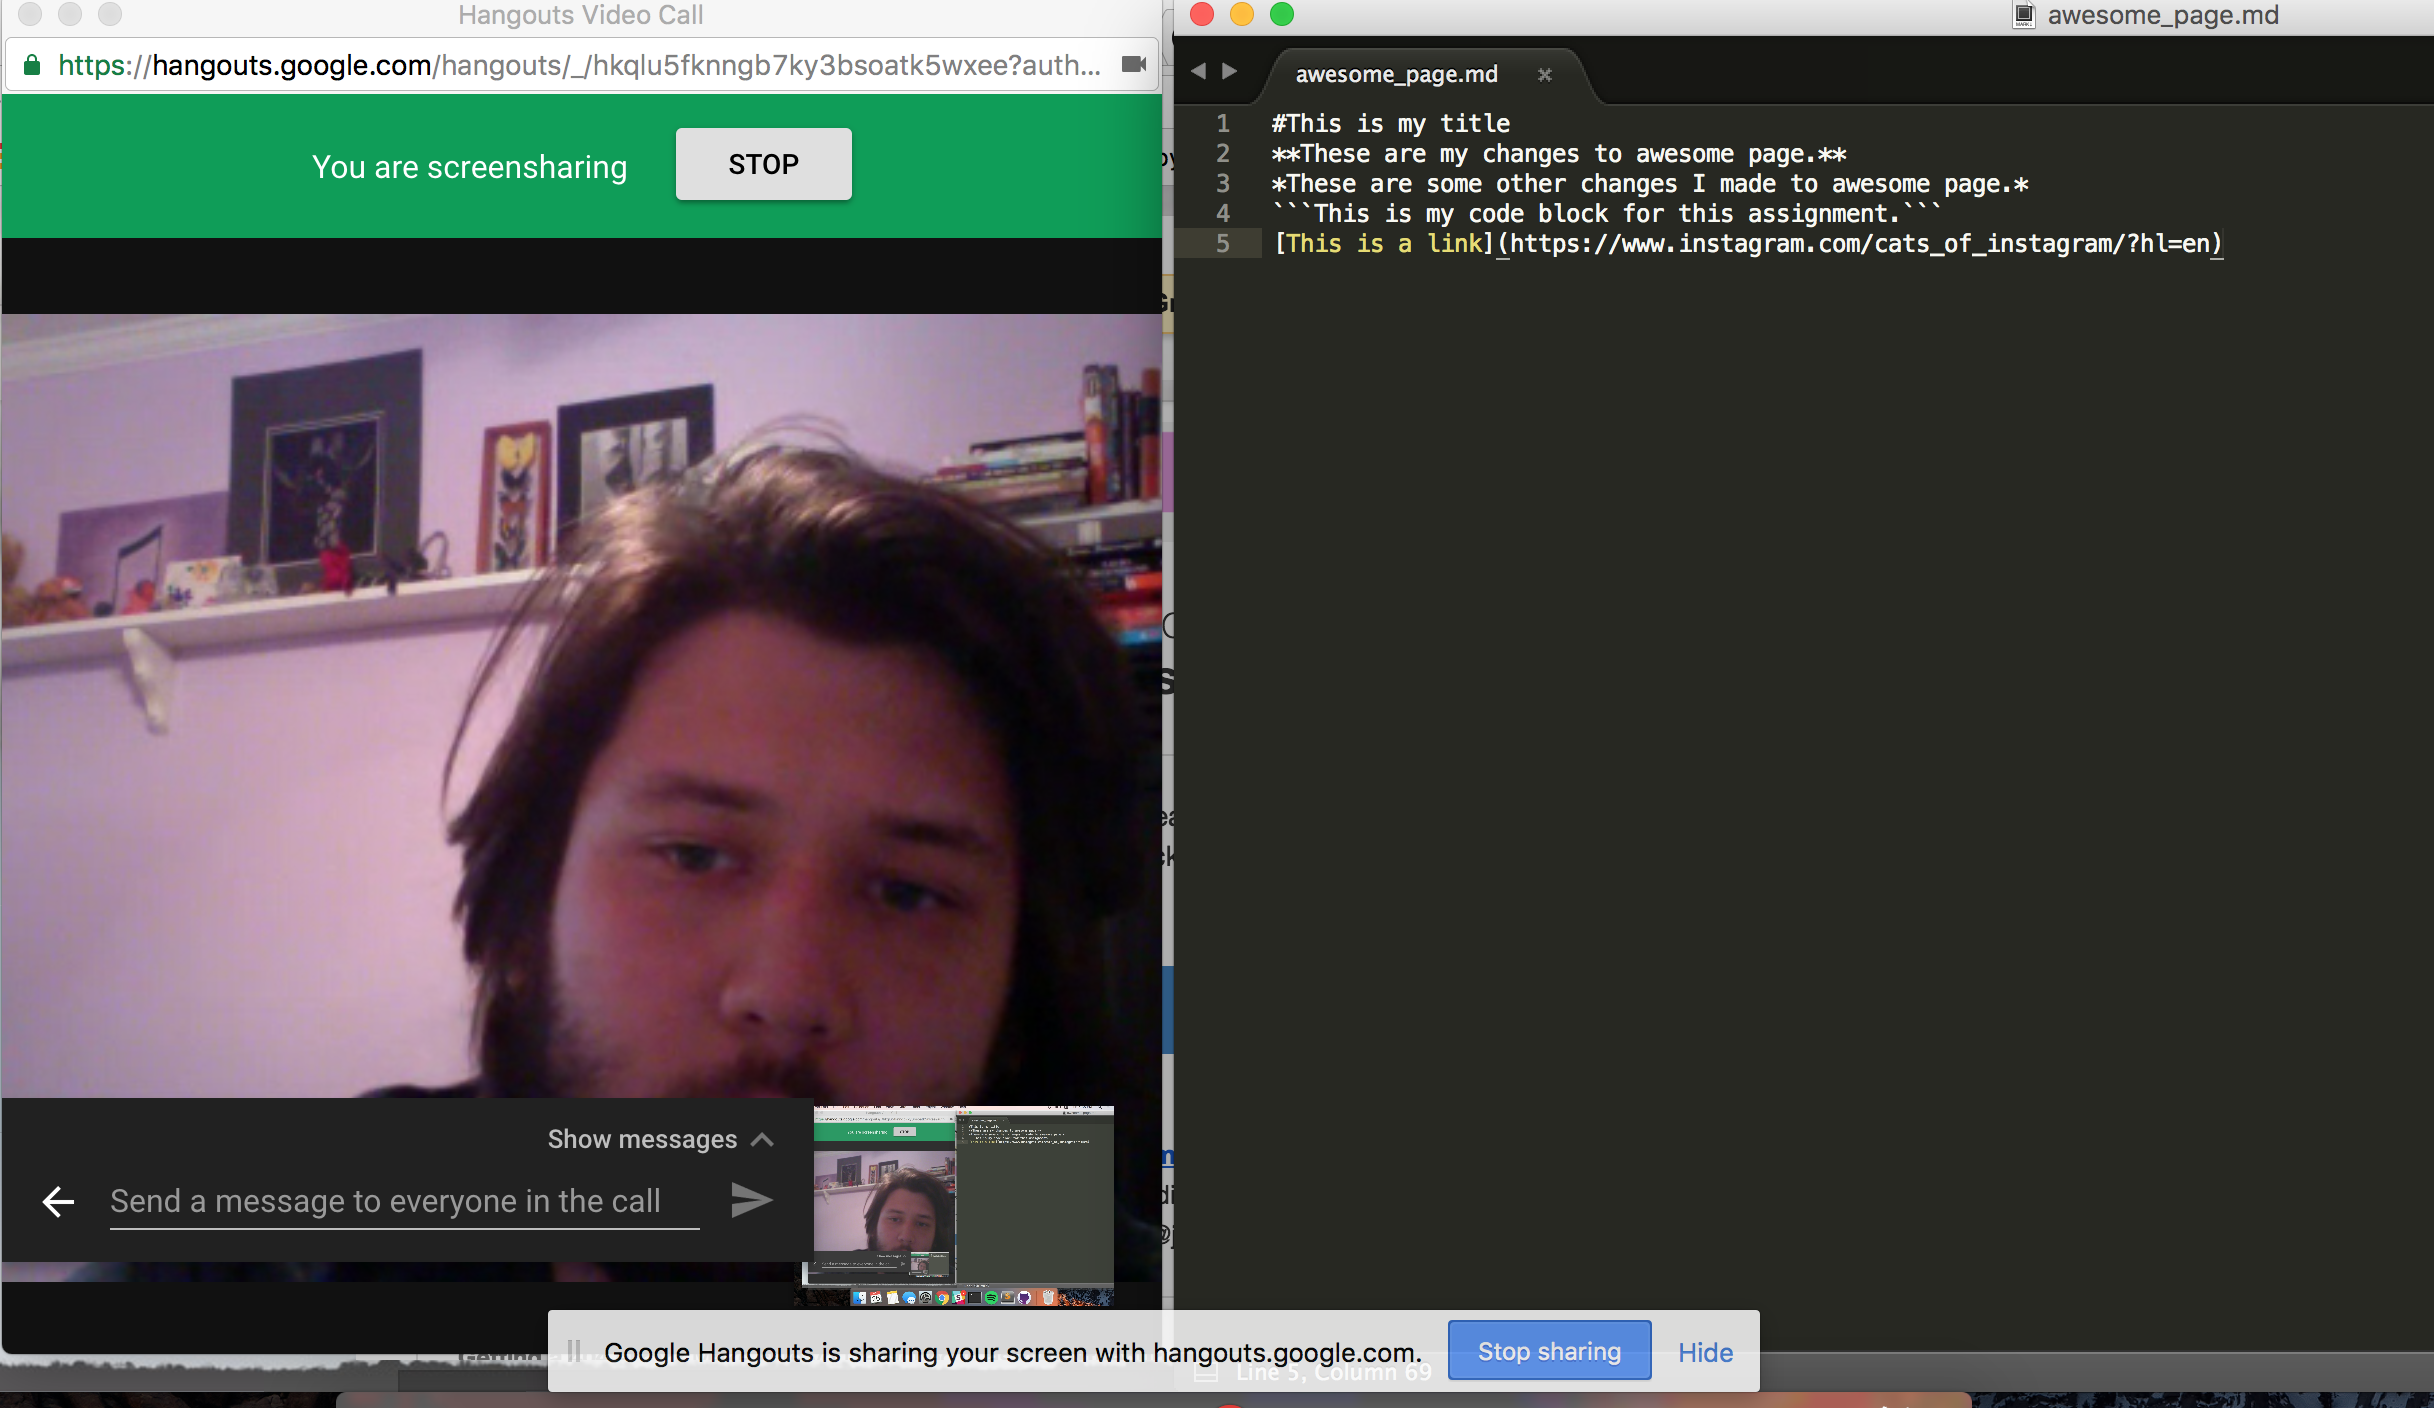 Hangouts Video Call
https://hangouts.google.com/hangouts/_/hkqlu5fknngb7ky3bsoatk5wxee?auth...
You are screensharing
STOP
Show messages
Send a message to everyone in the call
awesome_page.md
awesome_page.md
1 #This is my title
2 **These are my changes to awesome page.**
3 *These are some other changes I made to awesome page.*
4 ```This is my code block for this assignment.```
5 [This is a link](https://www.instagram.com/cats_of_instagram/?hl=en)
Google Hangouts is sharing your screen with hangouts.google.com.
Stop sharing
Hide
Line 5, Column 69